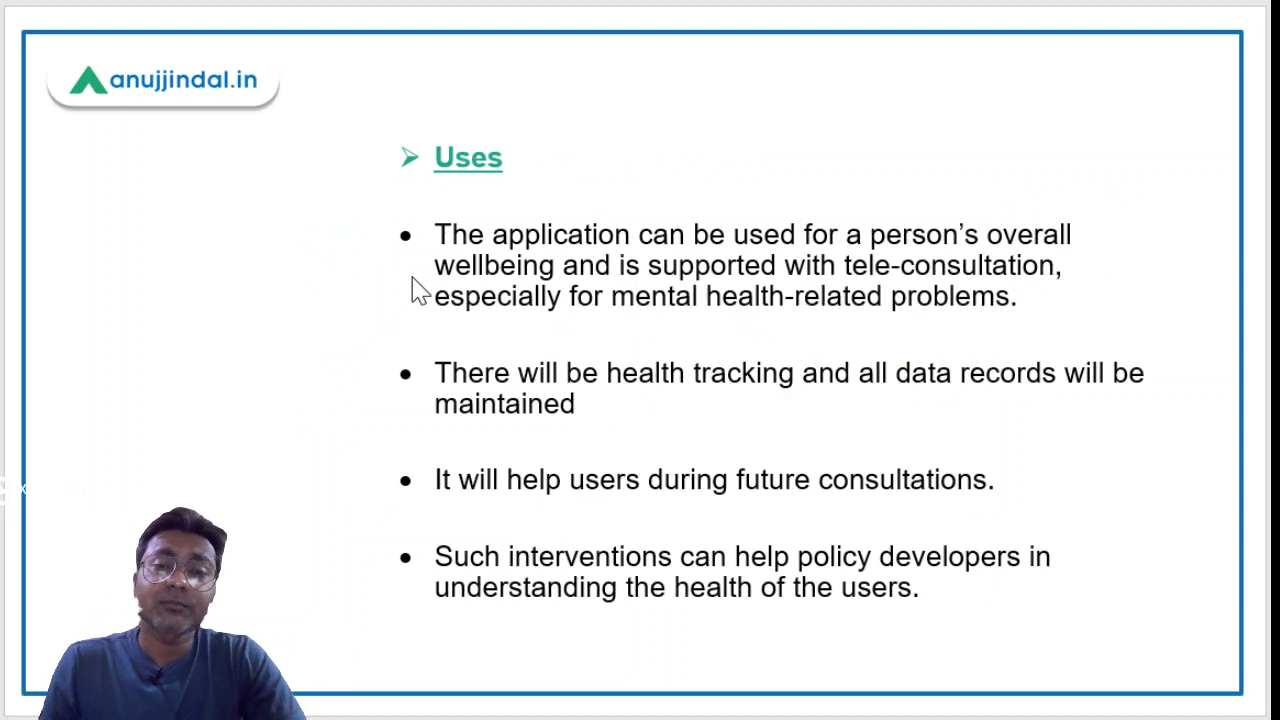 anujjindal.in
Uses
The application can be used for a person's overall
wellbeing and is supported with tele-consultation,
especially for mental health-related problems.
There will be health tracking and all data records will be
maintained
It will help users during future consultations.
Such interventions can help policy developers in
understanding the health of the users.